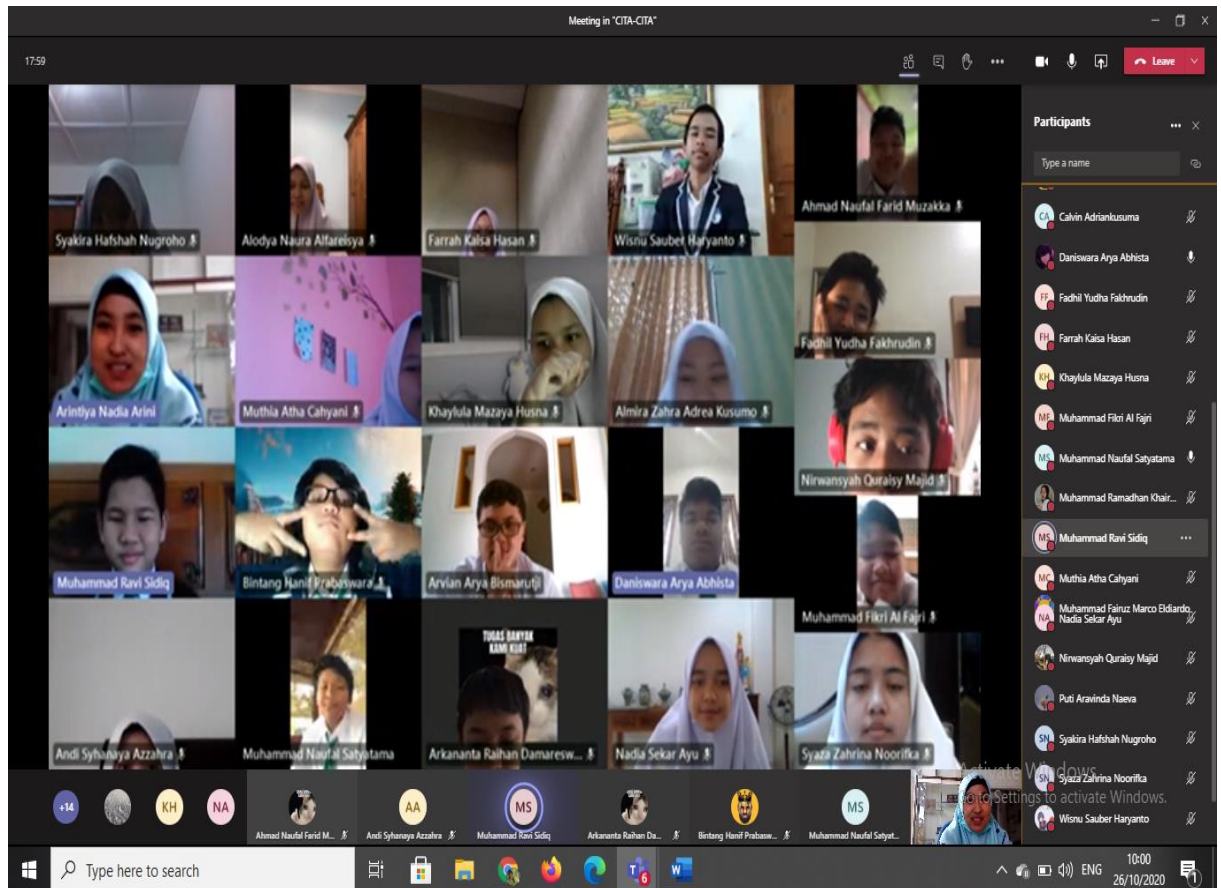 Meeting in "CITA-CITA"
17:59
Leave
Participants
Type a name
Syakira Hafshah Nugroho
Alodya Naura Alfareisya
Farrah Kaisa Hasan
Wisnu Sauber Haryanto
Ahmad Naufal Farid Muzakka
Fadhil Yudha Fakhrudin
Arintiya Nadia Arini
Muthia Atha Cahyani
Khaylula Mazaya Husna
Almira Zahra Adrea Kusumo
Nirwansyah Quraisy Majid
Muhammad Ravi Sidiq
Bintang Hanif Prabaswara
Arvian Arya Bismarutji
Daniswara Arya Abhista
Muhammad Fikri Al Fajri
TUGAS BANYAK
KAMI KUAT
Andi Syhanaya Azzahra
Muhammad Naufal Satyatama
Arkananta Raihan Damaresw...
Nadia Sekar Ayu
Syaza Zahrina Noorifka
CA Calvin Adriankusuma
Daniswara Arya Abhista
FF Fadhil Yudha Fakhrudin
FH Farrah Kaisa Hasan
KH Khaylula Mazaya Husna
MF Muhammad Fikri Al Fajri
MS Muhammad Naufal Satyatama
Muhammad Ramadhan Khair...
MS Muhammad Ravi Sidiq
MC Muthia Atha Cahyani
Muhammad Fairuz Marco Eldiardo
NA Nadia Sekar Ayu
Nirwansyah Quraisy Majid
Puti Aravinda Naeva
SN Syakira Hafshah Nugroho
SN Syaza Zahrina Noorifka
Wisnu Sauber Haryanto
Activate Windows
Go to Settings to activate Windows.
+14
KH
NA
Ahmad Naufal Farid M...
AA
Andi Syhanaya Azzahra
MS
Muhammad Ravi Sidiq
Arkananta Raihan Da...
Bintang Hanif Prabasw...
MS
Muhammad Naufal Satyat...
Type here to search
ENG
10:00
26/10/2020